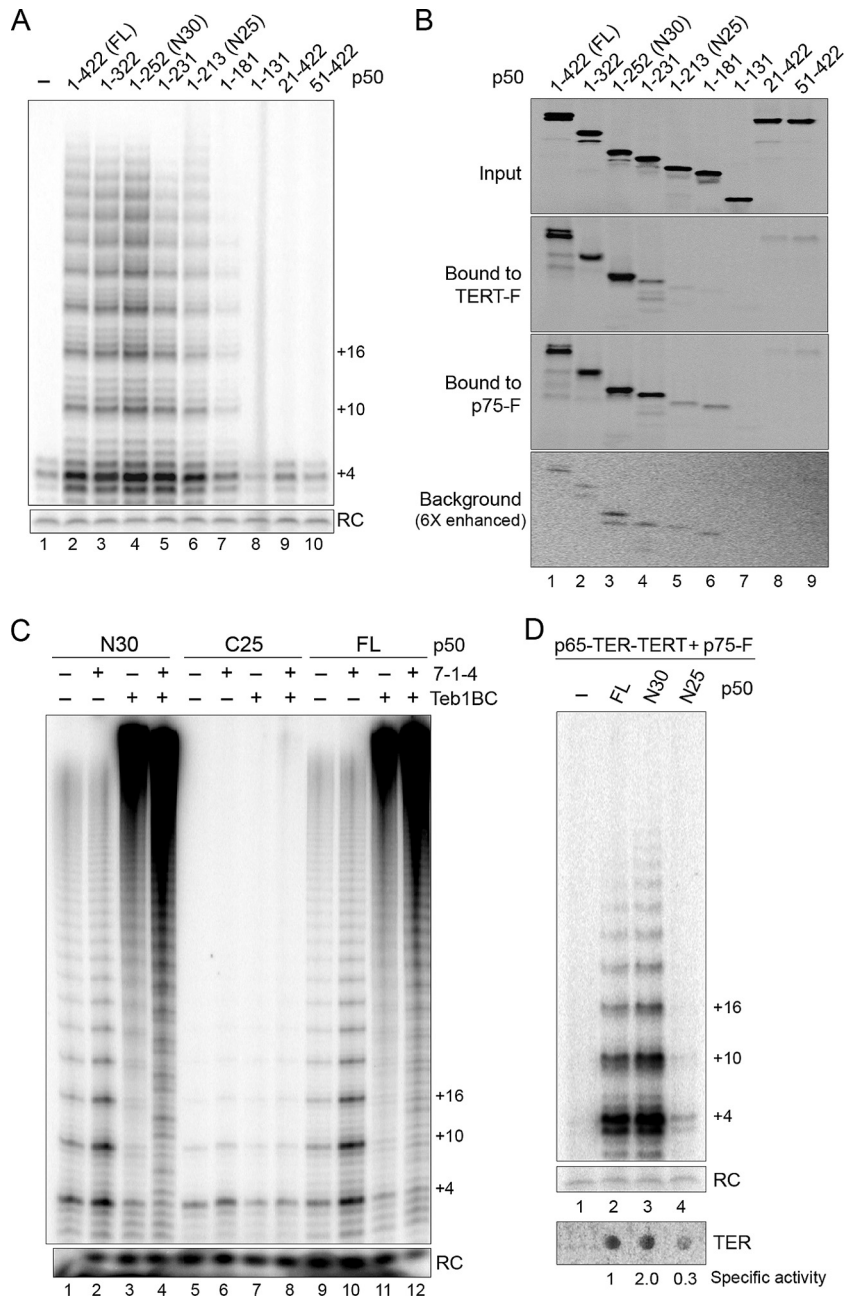 A
– 1-422 (FL) 1-322 1-252 (N30) 1-231 1-213 (N25) 1-181 1-131 21-422 51-422 p50
+16
+10
+4
RC
1 2 3 4 5 6 7 8 9 10
B
p50 1-422 (FL) 1-322 1-252 (N30) 1-231 1-213 (N25) 1-181 1-131 21-422 51-422
Input
Bound to
TERT-F
Bound to
p75-F
Background
(6X enhanced)
1 2 3 4 5 6 7 8 9
C
N30 C25 FL p50
– + – + – + – + – + – + 7-1-4
– – + + – – + + – – + + Teb1BC
+16
+10
+4
RC
1 2 3 4 5 6 7 8 9 10 11 12
D
p65-TER-TERT + p75-F
– FL N30 N25 p50
+16
+10
+4
RC
1 2 3 4
TER
1 2.0 0.3 Specific activity